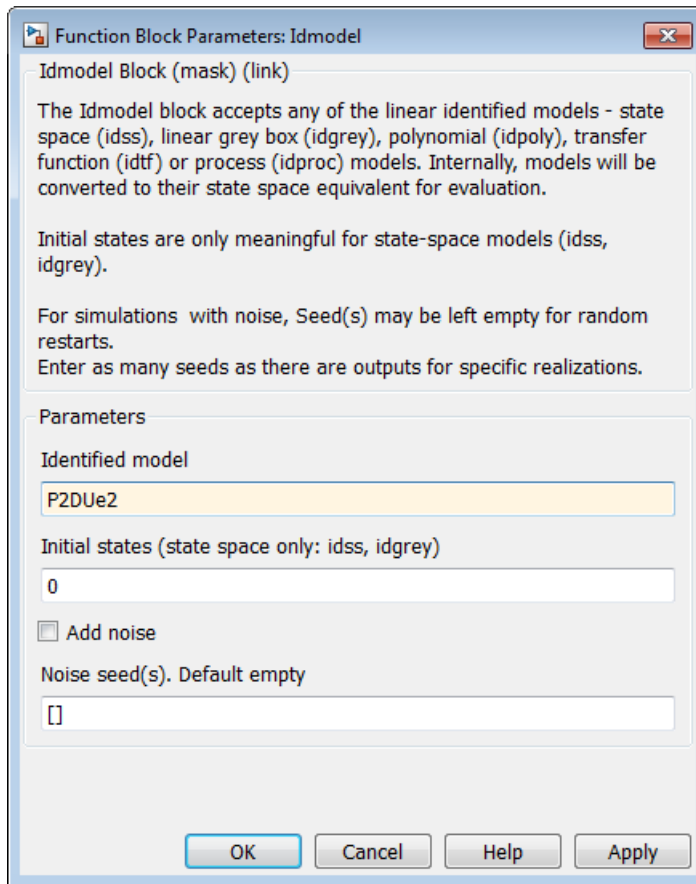 Function Block Parameters: Idmodel
Idmodel Block (mask) (link)
The Idmodel block accepts any of the linear identified models - state
space (idss), linear grey box (idgrey), polynomial (idpoly), transfer
function (idtf) or process (idproc) models. Internally, models will be
converted to their state space equivalent for evaluation.
Initial states are only meaningful for state-space models (idss,
idgrey).
For simulations  with noise, Seed(s) may be left empty for random
restarts.
Enter as many seeds as there are outputs for specific realizations.
Parameters
Identified model
P2DUe2
Initial states (state space only: idss, idgrey)
0
Add noise
Noise seed(s). Default empty
[]
OK Cancel Help Apply